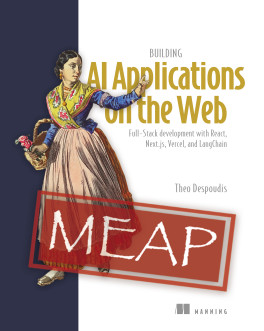 BUILDING
AI Applications
on the Web
Full-Stack development with React,
Next.js, Vercel, and LangChain
Theo Despoudis
MEAP
MANNING